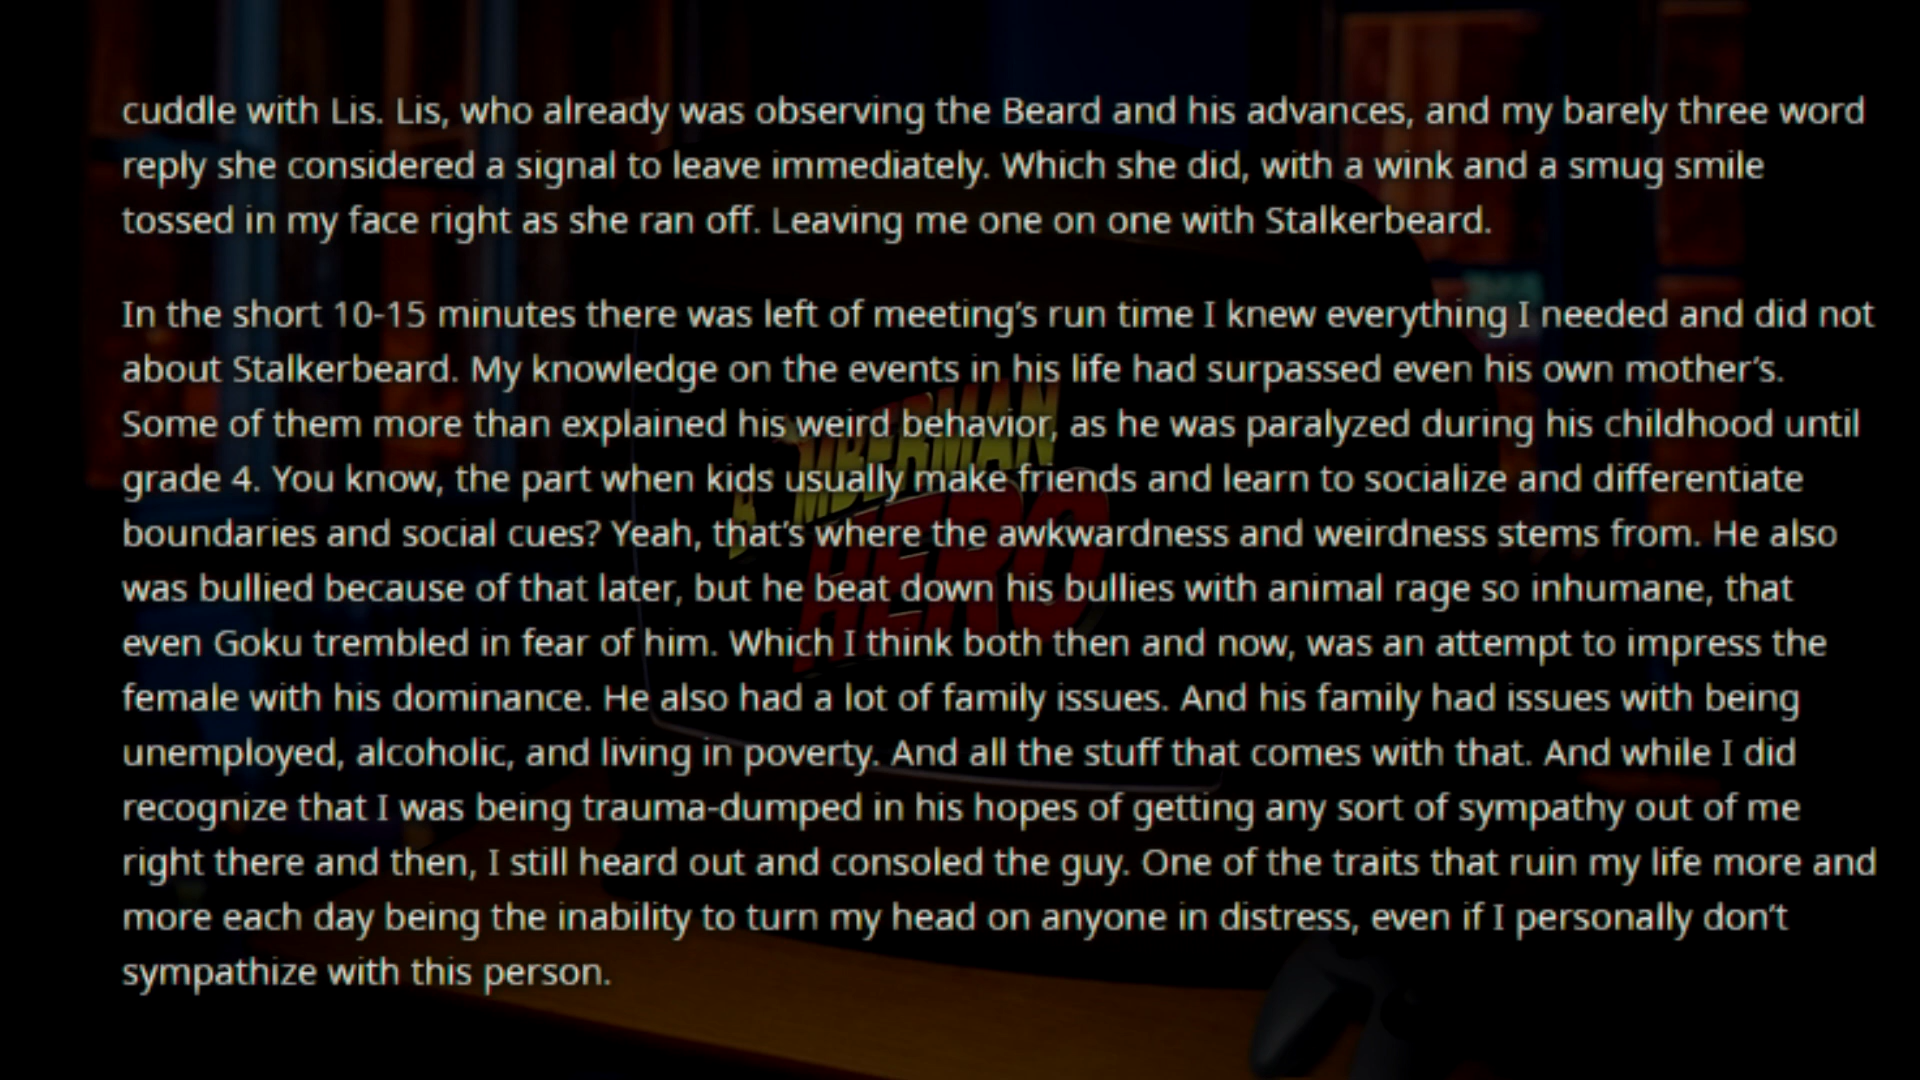 cuddle with Lis. Lis, who already was observing the Beard and his advances, and my barely three word
reply she considered a signal to leave immediately. Which she did, with a wink and a smug smile
tossed in my face right as she ran off. Leaving me one on one with Stalkerbeard.
In the short 10-15 minutes there was left of meeting’s run time I knew everything I needed and did not
about Stalkerbeard. My knowledge on the events in his life had surpassed even his own mother’s.
Some of them more than explained his weird behavior, as he was paralyzed during his childhood until
grade 4. You know, the part when kids usually make friends and learn to socialize and differentiate
boundaries and social cues? Yeah, that’s where the awkwardness and weirdness stems from. He also
was bullied because of that later, but he beat down his bullies with animal rage so inhumane, that
even Goku trembled in fear of him. Which I think both then and now, was an attempt to impress the
female with his dominance. He also had a lot of family issues. And his family had issues with being
unemployed, alcoholic, and living in poverty. And all the stuff that comes with that. And while I did
recognize that I was being trauma-dumped in his hopes of getting any sort of sympathy out of me
right there and then, I still heard out and consoled the guy. One of the traits that ruin my life more and
more each day being the inability to turn my head on anyone in distress, even if I personally don’t
sympathize with this person.
HERO